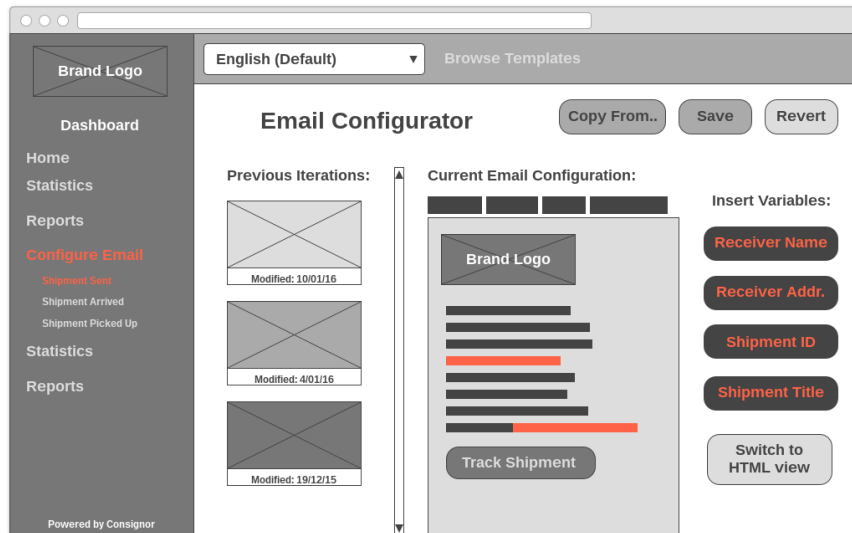 English (Default)
Browse Templates
Brand Logo
Dashboard
Home
Statistics
Reports
Configure Email
Shipment Sent
Shipment Arrived
Shipment Picked Up
Statistics
Reports
Powered by Consignor
Email Configurator
Copy From..
Save
Revert
Previous Iterations:
Modified: 10/01/16
Modified: 4/01/16
Modified: 19/12/15
Current Email Configuration:
Brand Logo
Track Shipment
Insert Variables:
Receiver Name
Receiver Addr.
Shipment ID
Shipment Title
Switch to
HTML view